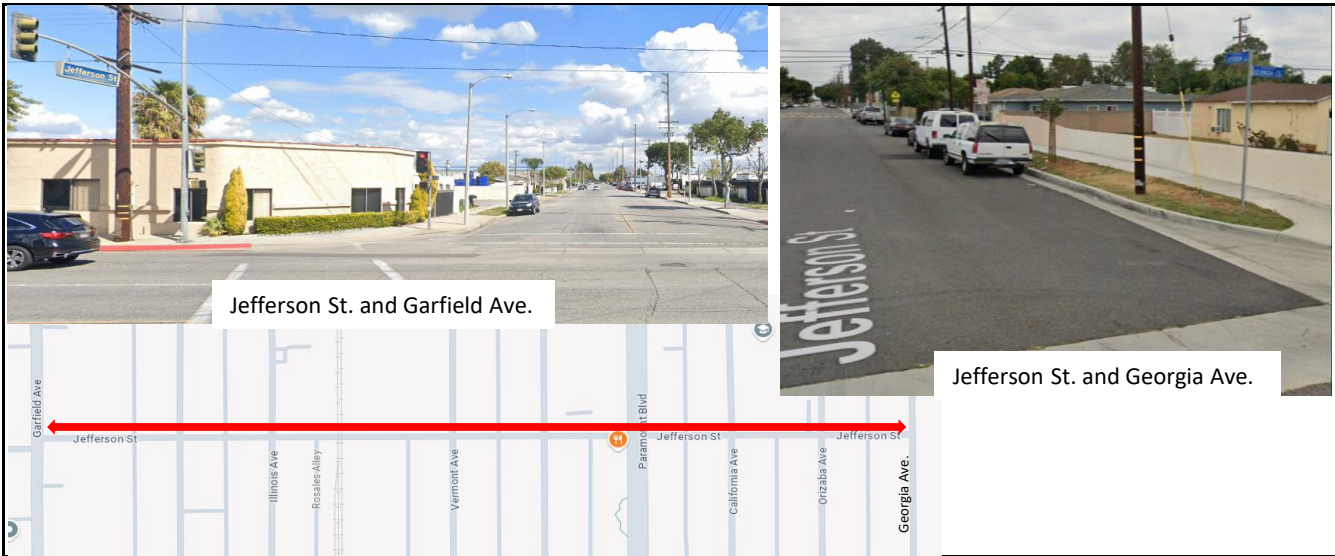 Jefferson St
Jefferson St. and Garfield Ave.
GEORGIA
Jefferson St
Jefferson St. and Georgia Ave.
Garfield Ave
Jefferson St
Illinois Ave
Rosales Alley
Vermont Ave
Paramount Blvd
Jefferson St
California Ave
Orizaba Ave
Jefferson St
Georgia Ave.